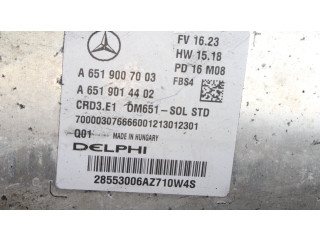 FV 16.23
HW 15.18
PD 16 M08
FBS4
A 651 900 70 03
A 651 901 44 02
CRD3.E1 OM651-SOL STD
700003076666001213012301
Q01 MADE IN HUNGARY
DELPHI
28553006AZ710W4S